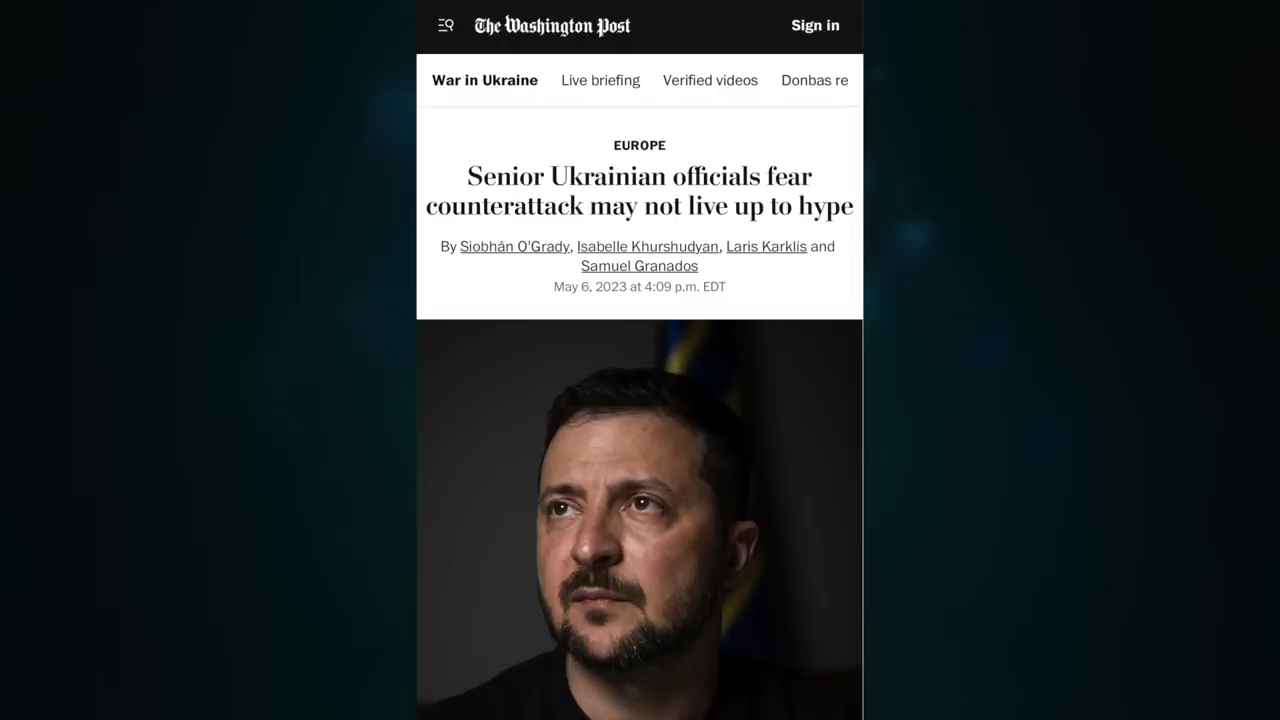 The Washington Post
Sign in
War in Ukraine Live briefing Verified videos Donbas re
EUROPE
Senior Ukrainian officials fear
counterattack may not live up to hype
By Siobhán O'Grady, Isabelle Khurshudyan, Laris Karklis and
Samuel Granados
May 6, 2023 at 4:09 p.m. EDT